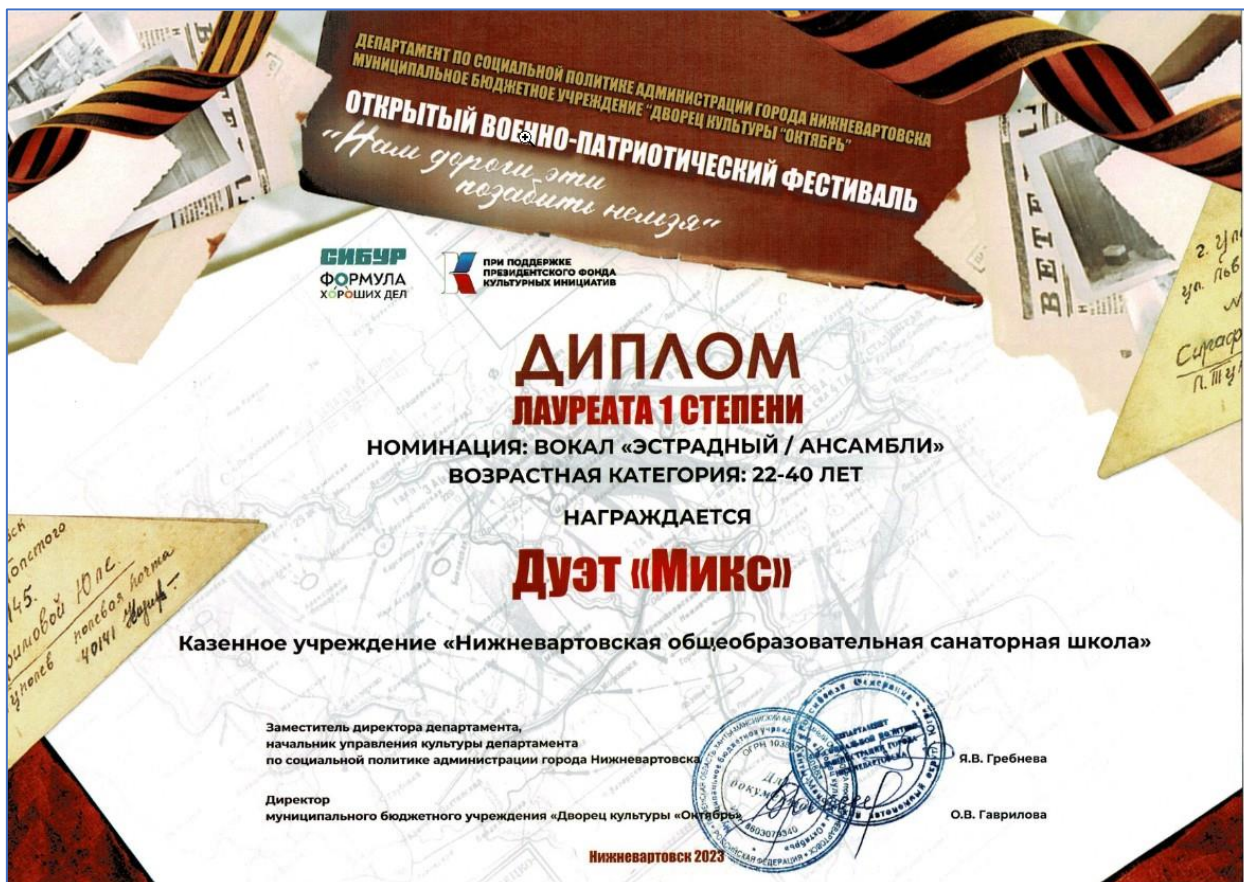 ДЕПАРТАМЕНТ ПО СОЦИАЛЬНОЙ ПОЛИТИКЕ АДМИНИСТРАЦИИ ГОРОДА НИЖНЕВАРТОВСКА
МУНИЦИПАЛЬНОЕ БЮДЖЕТНОЕ УЧРЕЖДЕНИЕ "ДВОРЕЦ КУЛЬТУРЫ "ОКТЯБРЬ"
ОТКРЫТЫЙ ВОЕННО-ПАТРИОТИЧЕСКИЙ ФЕСТИВАЛЬ
"Нам дороги эти
позабыть нельзя"
СИБУР
ФОРМУЛА
ХОРОШИХ ДЕЛ
ПРИ ПОДДЕРЖКЕ
ПРЕЗИДЕНТСКОГО ФОНДА
КУЛЬТУРНЫХ ИНИЦИАТИВ
ДИПЛОМ
ЛАУРЕАТА 1 СТЕПЕНИ
НОМИНАЦИЯ: ВОКАЛ «ЭСТРАДНЫЙ / АНСАМБЛИ»
ВОЗРАСТНАЯ КАТЕГОРИЯ: 22-40 ЛЕТ
НАГРАЖДАЕТСЯ
Дуэт «Микс»
Казенное учреждение «Нижневартовская общеобразовательная санаторная школа»
Заместитель директора департамента,
начальник управления культуры департамента
по социальной политике администрации города Нижневартовска
Я.В. Гребнева
Директор
муниципального бюджетного учреждения «Дворец культуры «Октябрь»
О.В. Гаврилова
Нижневартовск 2023
полевая почта